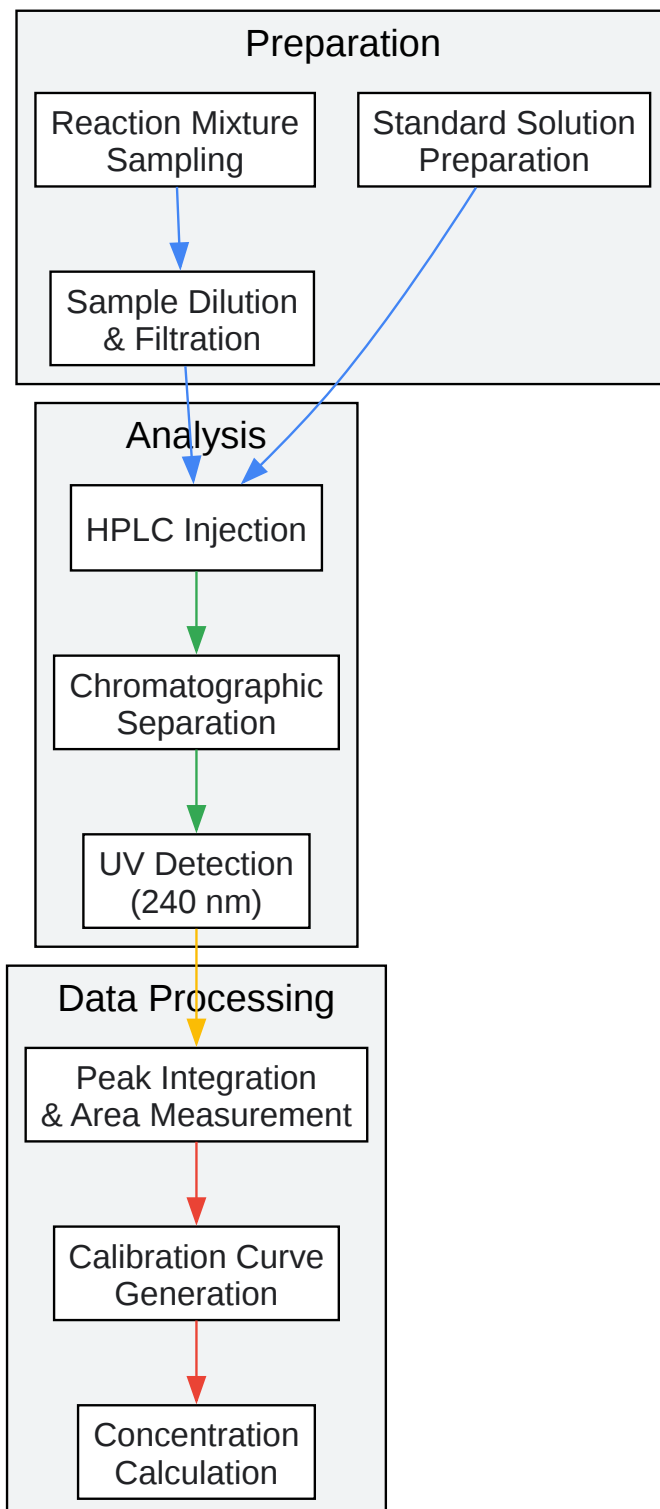 Preparation
Reaction Mixture
Sampling
Standard Solution
Preparation
Sample Dilution
& Filtration
Analysis
HPLC Injection
Chromatographic
Separation
UV Detection
(240 nm)
Data Processing
Peak Integration
& Area Measurement
Calibration Curve
Generation
Concentration
Calculation